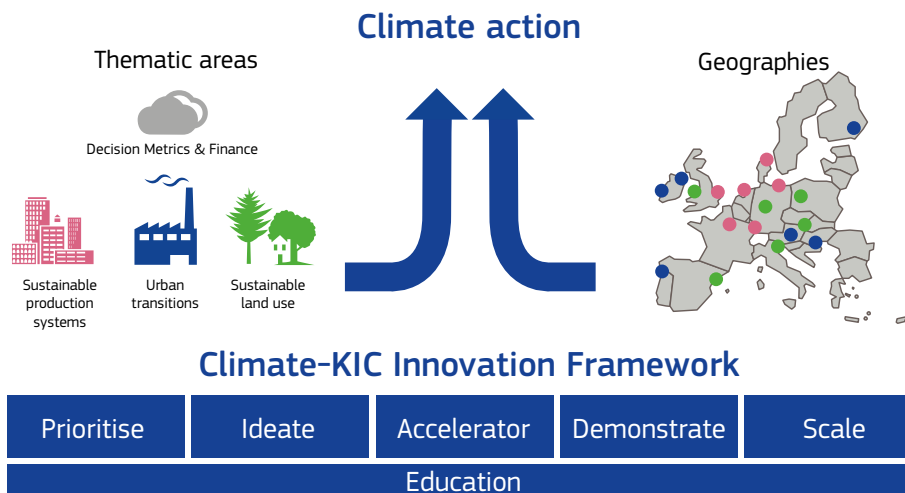 Climate action
Thematic areas
Geographies
Decision Metrics & Finance
Sustainable
production
systems
Urban
transitions
Sustainable
land use
Climate-KIC Innovation Framework
Prioritise
Ideate
Accelerator
Demonstrate
Scale
Education